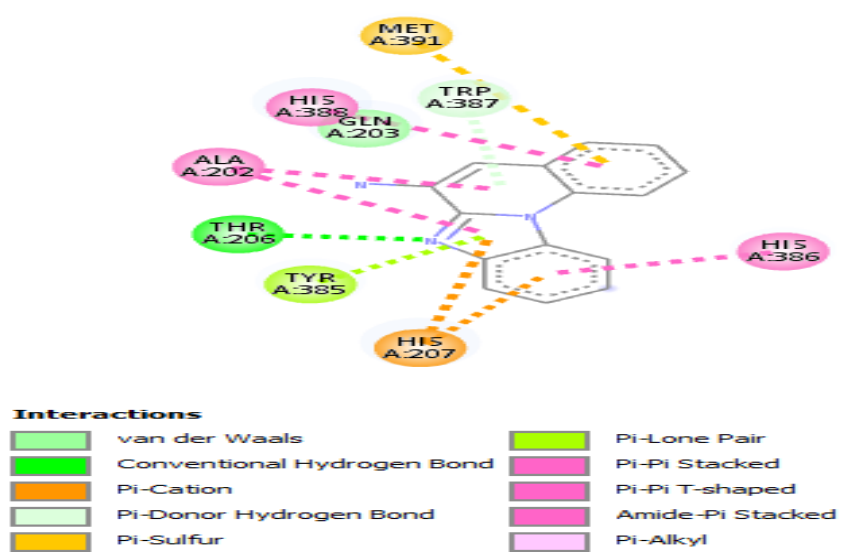 MET
A:391
TRP
A:387
HIS
A:388
GLN
A:203
ALA
A:202
N
THR
A:206
N
N
HIS
A:386
TYR
A:385
HIS
A:207
Interactions
van der Waals
Conventional Hydrogen Bond
Pi-Cation
Pi-Donor Hydrogen Bond
Pi-Sulfur
Pi-Lone Pair
Pi-Pi Stacked
Pi-Pi T-shaped
Amide-Pi Stacked
Pi-Alkyl